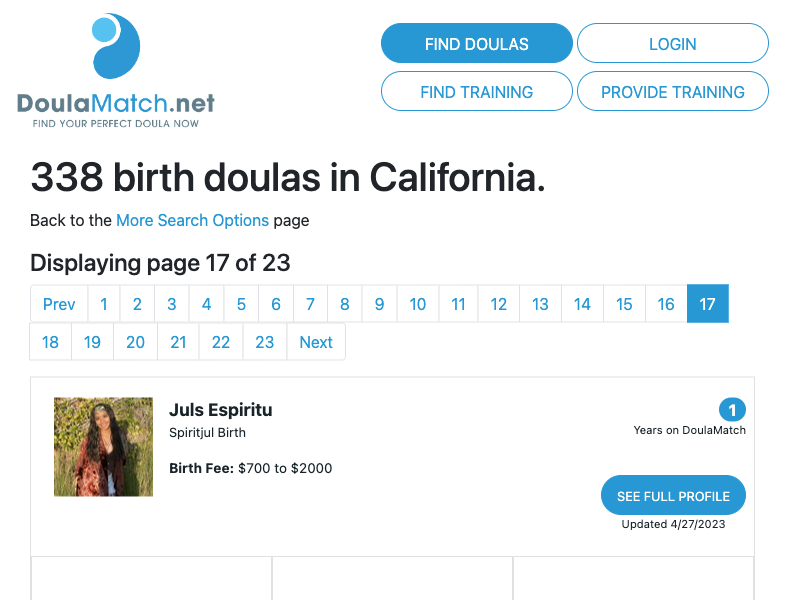 DoulaMatch.net
FIND YOUR PERFECT DOULA NOW
FIND DOULAS
LOGIN
FIND TRAINING
PROVIDE TRAINING
338 birth doulas in California.
Back to the More Search Options page
Displaying page 17 of 23
Prev 1 2 3 4 5 6 7 8 9 10 11 12 13 14 15 16 17
18 19 20 21 22 23 Next
Juls Espiritu
Spiritjul Birth
Birth Fee: $700 to $2000
1
Years on DoulaMatch
SEE FULL PROFILE
Updated 4/27/2023